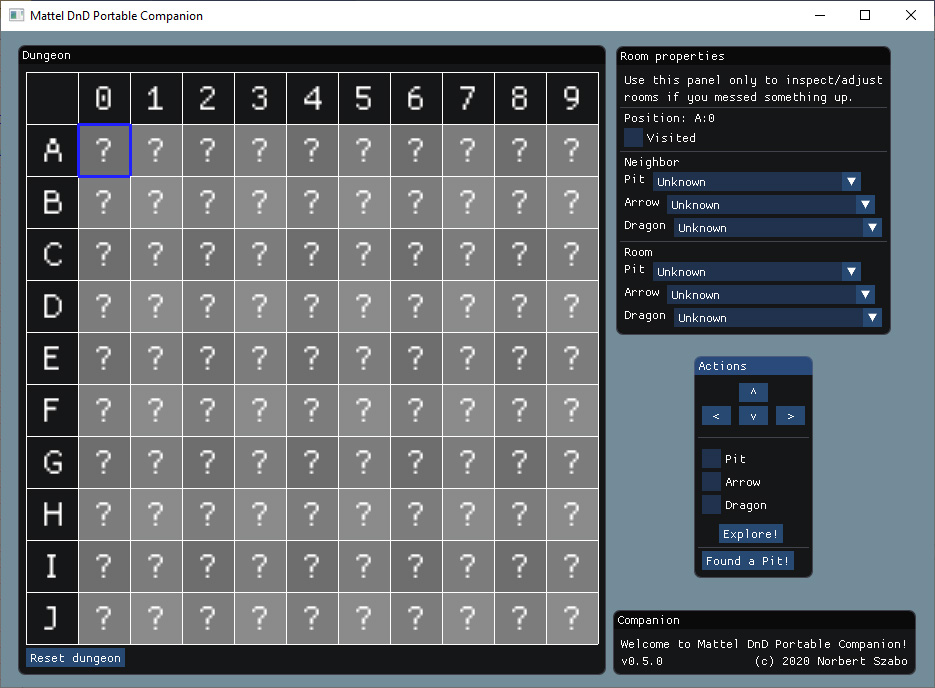 Mattel DnD Portable Companion
Dungeon
0 1 2 3 4 5 6 7 8 9
A ? ? ? ? ? ? ? ? ? ?
B ? ? ? ? ? ? ? ? ? ?
C ? ? ? ? ? ? ? ? ? ?
D ? ? ? ? ? ? ? ? ? ?
E ? ? ? ? ? ? ? ? ? ?
F ? ? ? ? ? ? ? ? ? ?
G ? ? ? ? ? ? ? ? ? ?
H ? ? ? ? ? ? ? ? ? ?
I ? ? ? ? ? ? ? ? ? ?
J ? ? ? ? ? ? ? ? ? ?
Reset dungeon
Room properties
Use this panel only to inspect/adjust
rooms if you messed something up.
Position: A:0
Visited
Neighbor
Pit Unknown
Arrow Unknown
Dragon Unknown
Room
Pit Unknown
Arrow Unknown
Dragon Unknown
Actions
^
< v >
Pit
Arrow
Dragon
Explore!
Found a Pit!
Companion
Welcome to Mattel DnD Portable Companion!
v0.5.0 (c) 2020 Norbert Szabo